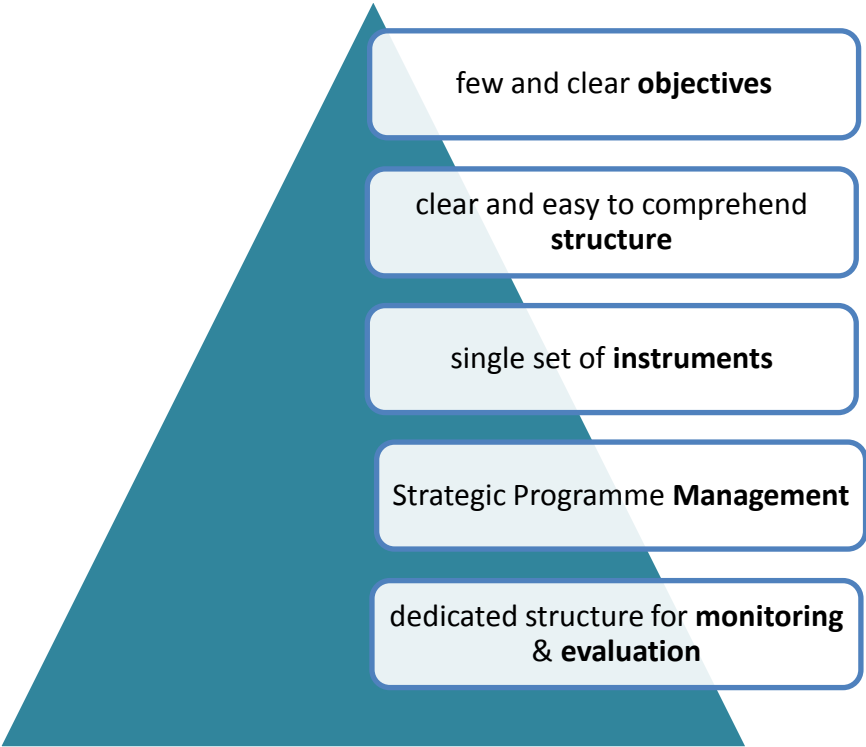 few and clear objectives
clear and easy to comprehend
structure
single set of instruments
Strategic Programme Management
dedicated structure for monitoring
& evaluation